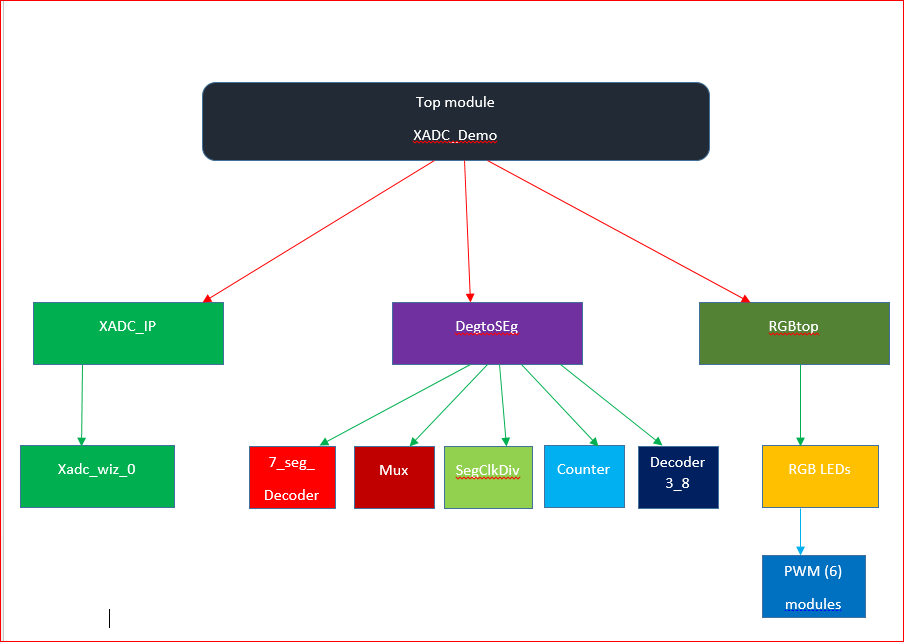 Top module
XADC_Demo
XADC_IP
DegtoSEg
RGBtop
Xadc_wiz_0
7_seg_
Decoder
Mux
SegClkDiv
Counter
Decoder
3_8
RGB LEDs
PWM (6)
modules